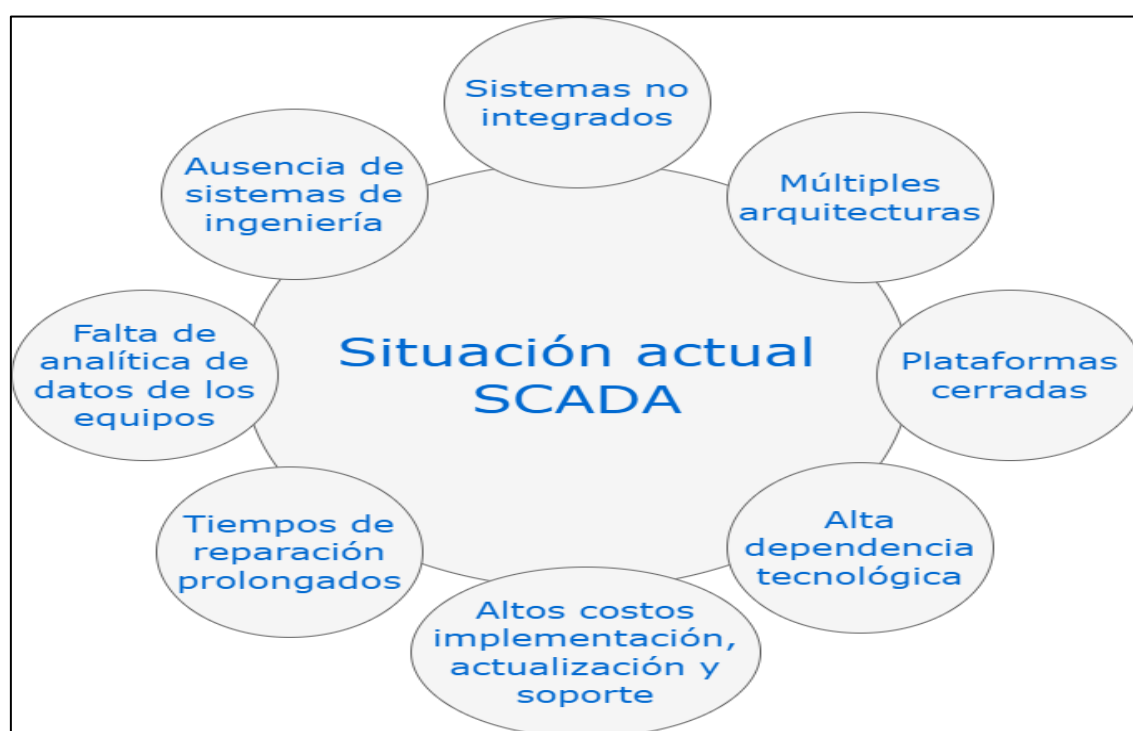 Sistemas no
integrados
Múltiples
arquitecturas
Plataformas
cerradas
Alta
dependencia
tecnológica
Altos costos
implementación,
actualización y
soporte
Tiempos de
reparación
prolongados
Falta de
analítica de
datos de los
equipos
Ausencia de
sistemas de
ingeniería
Situación actual
SCADA